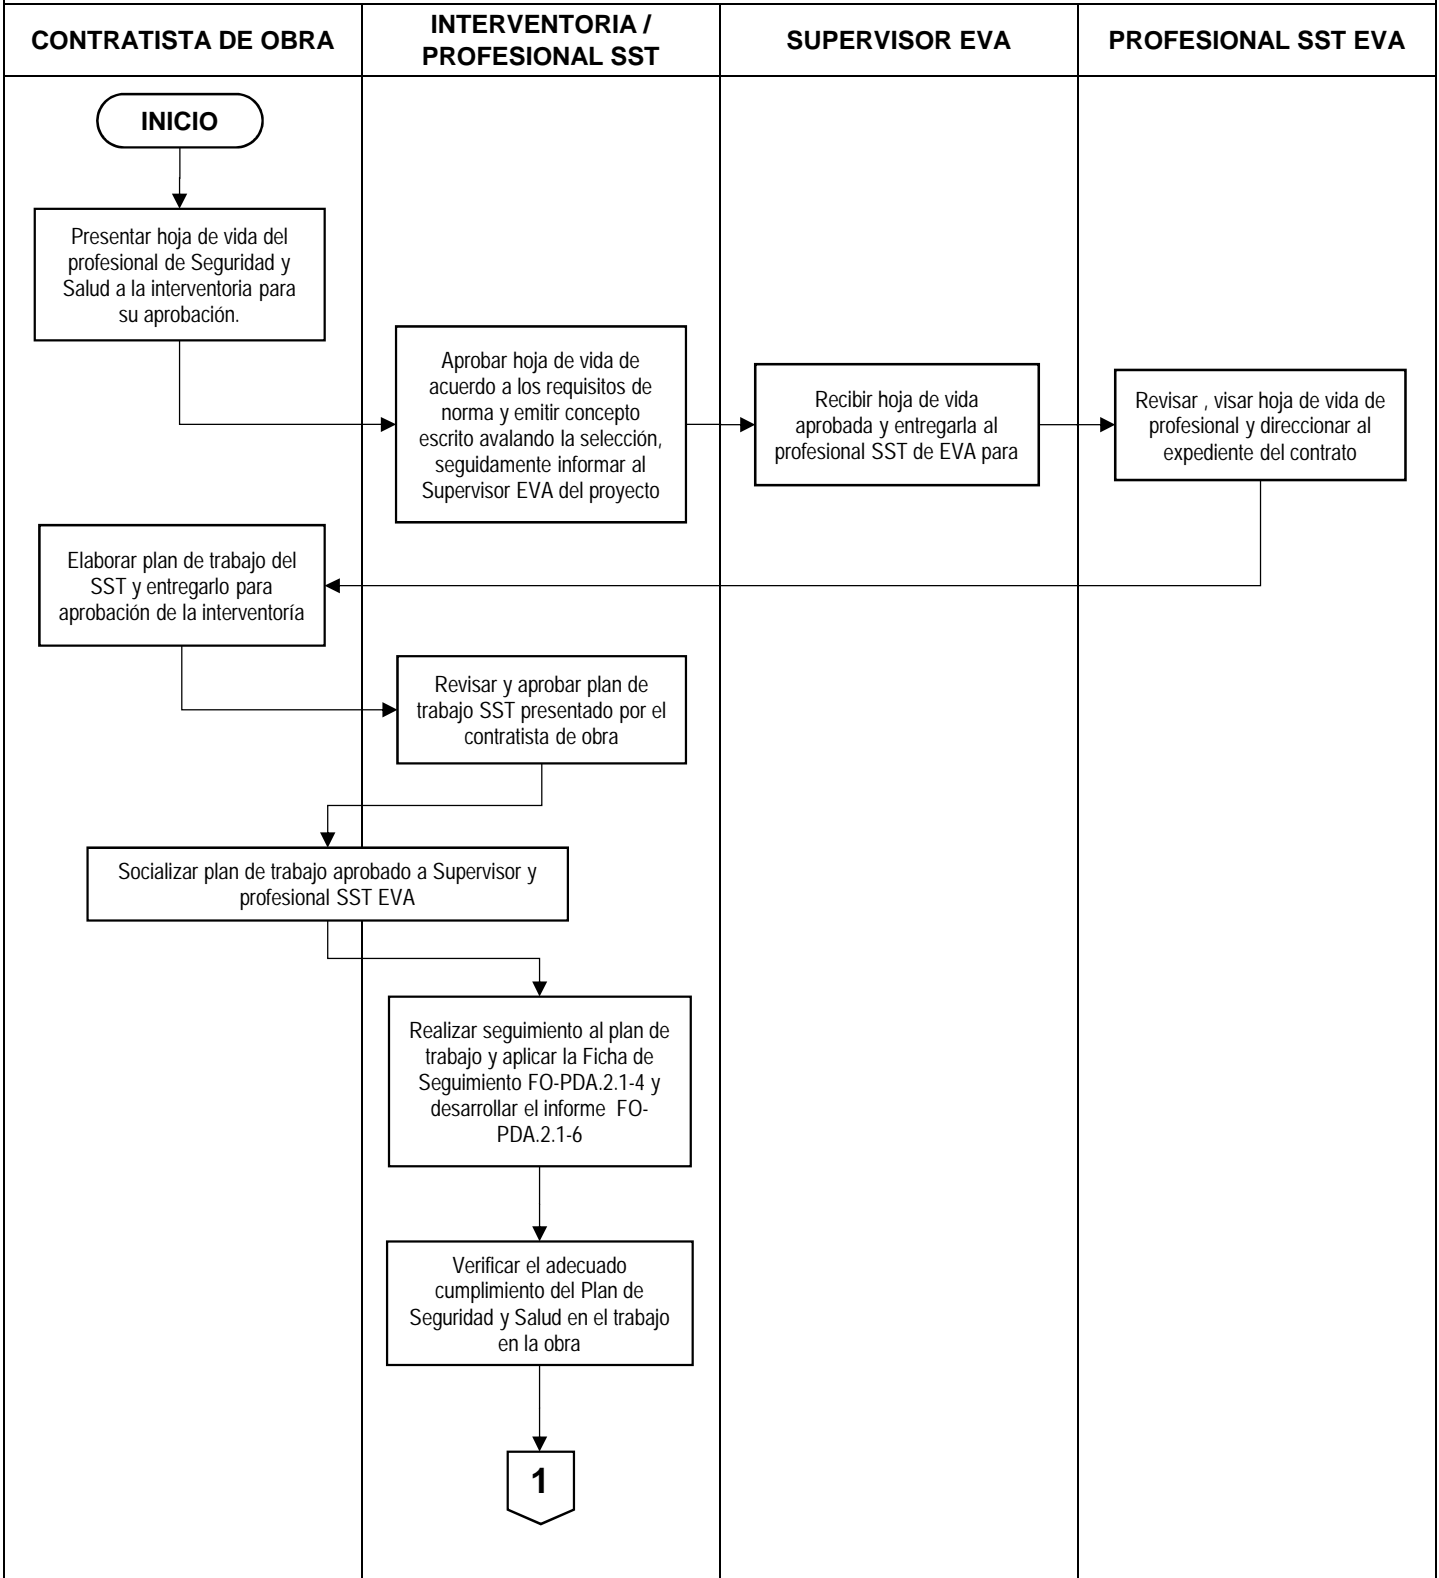 CONTRATISTA DE OBRA
INTERVENTORIA /
PROFESIONAL SST
SUPERVISOR EVA
PROFESIONAL SST EVA
INICIO
Presentar hoja de vida del
profesional de Seguridad y
Salud a la interventoria para
su aprobación.
Aprobar hoja de vida de
acuerdo a los requisitos de
norma y emitir concepto
escrito avalando la selección,
seguidamente informar al
Supervisor EVA del proyecto
Recibir hoja de vida
aprobada y entregarla al
profesional SST de EVA para
Revisar , visar hoja de vida de
profesional y direccionar al
expediente del contrato
Elaborar plan de trabajo del
SST y entregarlo para
aprobación de la interventoría
Revisar y aprobar plan de
trabajo SST presentado por el
contratista de obra
Socializar plan de trabajo aprobado a Supervisor y
profesional SST EVA
Realizar seguimiento al plan de
trabajo y aplicar la Ficha de
Seguimiento FO-PDA.2.1-4 y
desarrollar el informe  FO-
PDA.2.1-6
Verificar el adecuado
cumplimiento del Plan de
Seguridad y Salud en el trabajo
en la obra
1